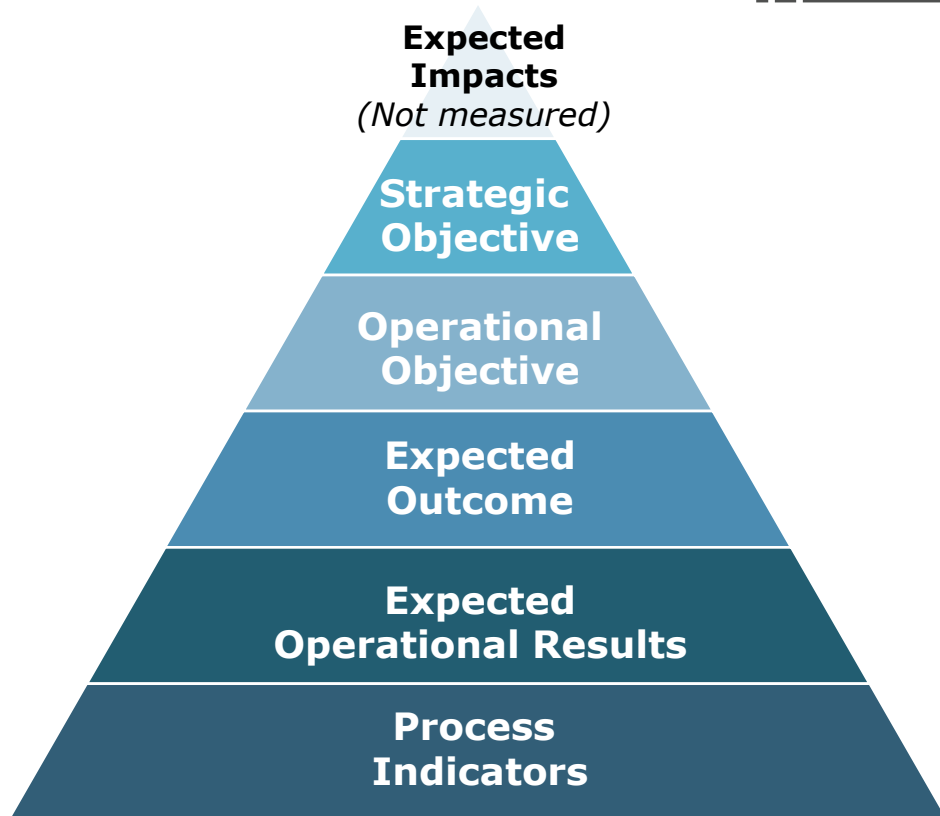 Expected
Impacts
(Not measured)
Strategic
Objective
Operational
Objective
Expected
Outcome
Expected
Operational Results
Process
Indicators